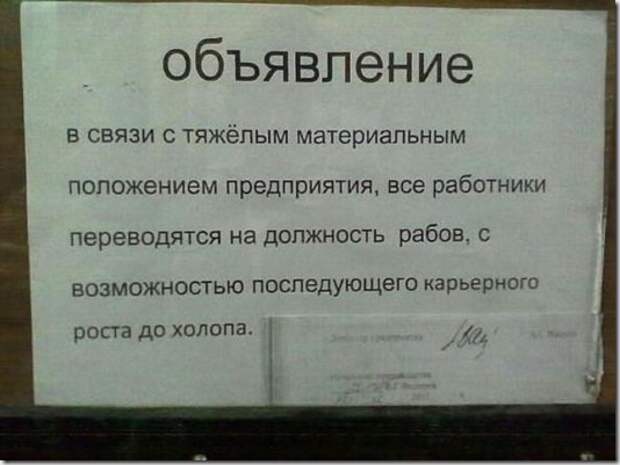 объявление
в связи с тяжёлым материальным
положением предприятия, все работники
переводятся на должность рабов, с
возможностью последующего карьерного
роста до холопа.